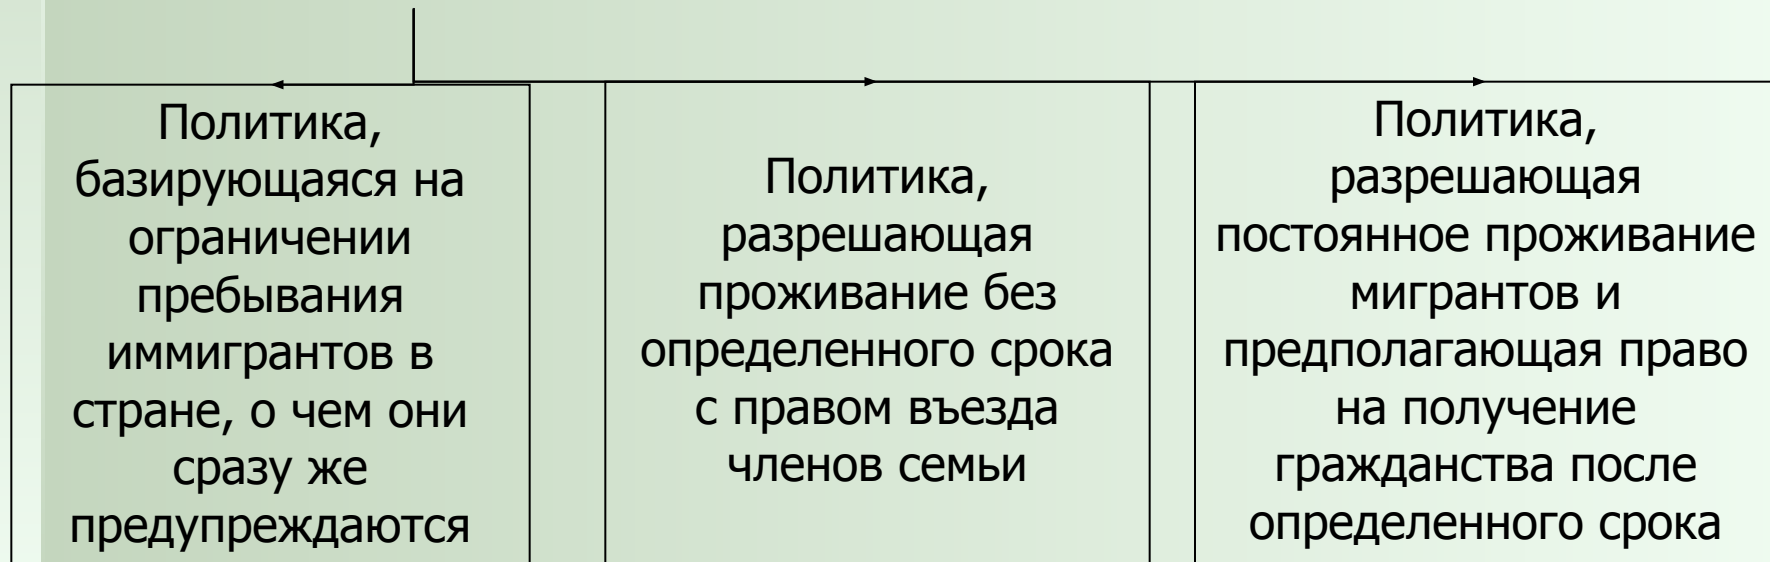 Политика,
базирующаяся на
ограничении
пребывания
иммигрантов в
стране, о чем они
сразу же
предупреждаются
Политика,
разрешающая
проживание без
определенного срока
с правом въезда
членов семьи
Политика,
разрешающая
постоянное проживание
мигрантов и
предполагающая право
на получение
гражданства после
определенного срока